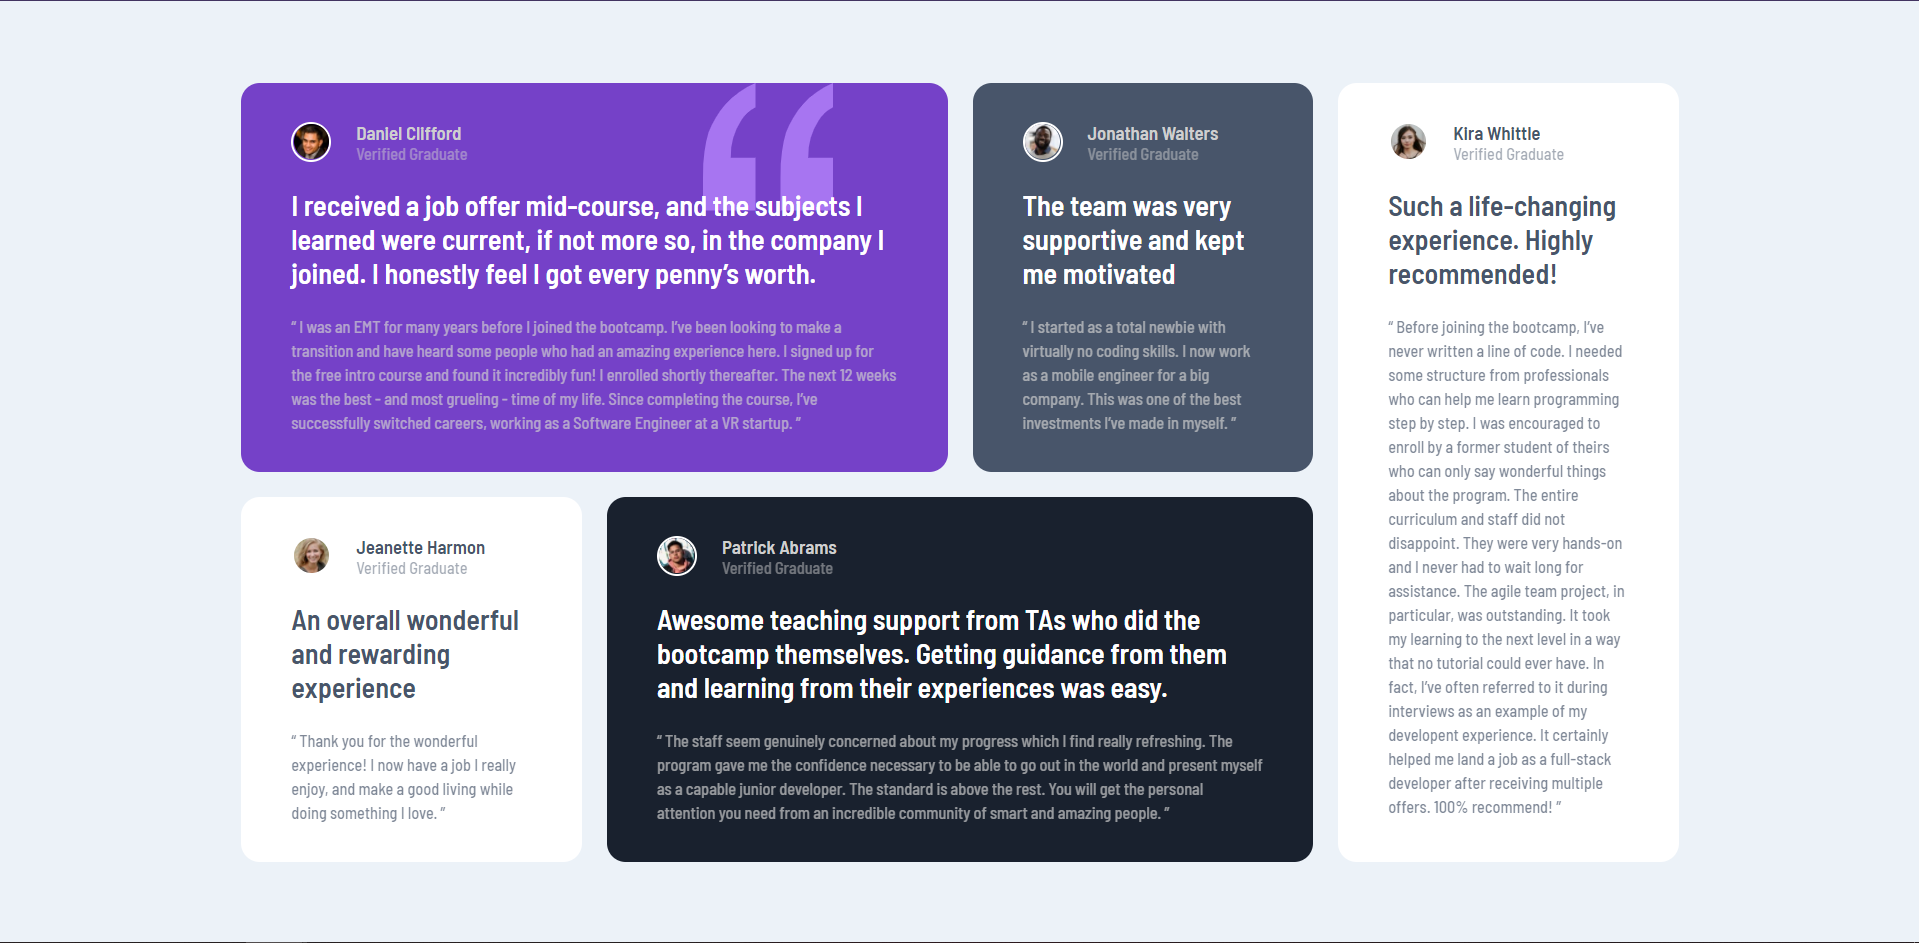 Daniel Clifford
Verified Graduate
I received a job offer mid-course, and the subjects I
learned were current, if not more so, in the company I
joined. I honestly feel I got every penny’s worth.
“ I was an EMT for many years before I joined the bootcamp. I’ve been looking to make a
transition and have heard some people who had an amazing experience here. I signed up for
the free intro course and found it incredibly fun! I enrolled shortly thereafter. The next 12 weeks
was the best - and most grueling - time of my life. Since completing the course, I’ve
successfully switched careers, working as a Software Engineer at a VR startup. ”
Jonathan Walters
Verified Graduate
The team was very
supportive and kept
me motivated
“ I started as a total newbie with
virtually no coding skills. I now work
as a mobile engineer for a big
company. This was one of the best
investments I’ve made in myself. ”
Kira Whittle
Verified Graduate
Such a life-changing
experience. Highly
recommended!
“ Before joining the bootcamp, I’ve
never written a line of code. I needed
some structure from professionals
who can help me learn programming
step by step. I was encouraged to
enroll by a former student of theirs
who can only say wonderful things
about the program. The entire
curriculum and staff did not
disappoint. They were very hands-on
and I never had to wait long for
assistance. The agile team project, in
particular, was outstanding. It took
my learning to the next level in a way
that no tutorial could ever have. In
fact, I’ve often referred to it during
interviews as an example of my
developent experience. It certainly
helped me land a job as a full-stack
developer after receiving multiple
offers. 100% recommend! ”
Jeanette Harmon
Verified Graduate
An overall wonderful
and rewarding
experience
“ Thank you for the wonderful
experience! I now have a job I really
enjoy, and make a good living while
doing something I love. ”
Patrick Abrams
Verified Graduate
Awesome teaching support from TAs who did the
bootcamp themselves. Getting guidance from them
and learning from their experiences was easy.
“ The staff seem genuinely concerned about my progress which I find really refreshing. The
program gave me the confidence necessary to be able to go out in the world and present myself
as a capable junior developer. The standard is above the rest. You will get the personal
attention you need from an incredible community of smart and amazing people. ”